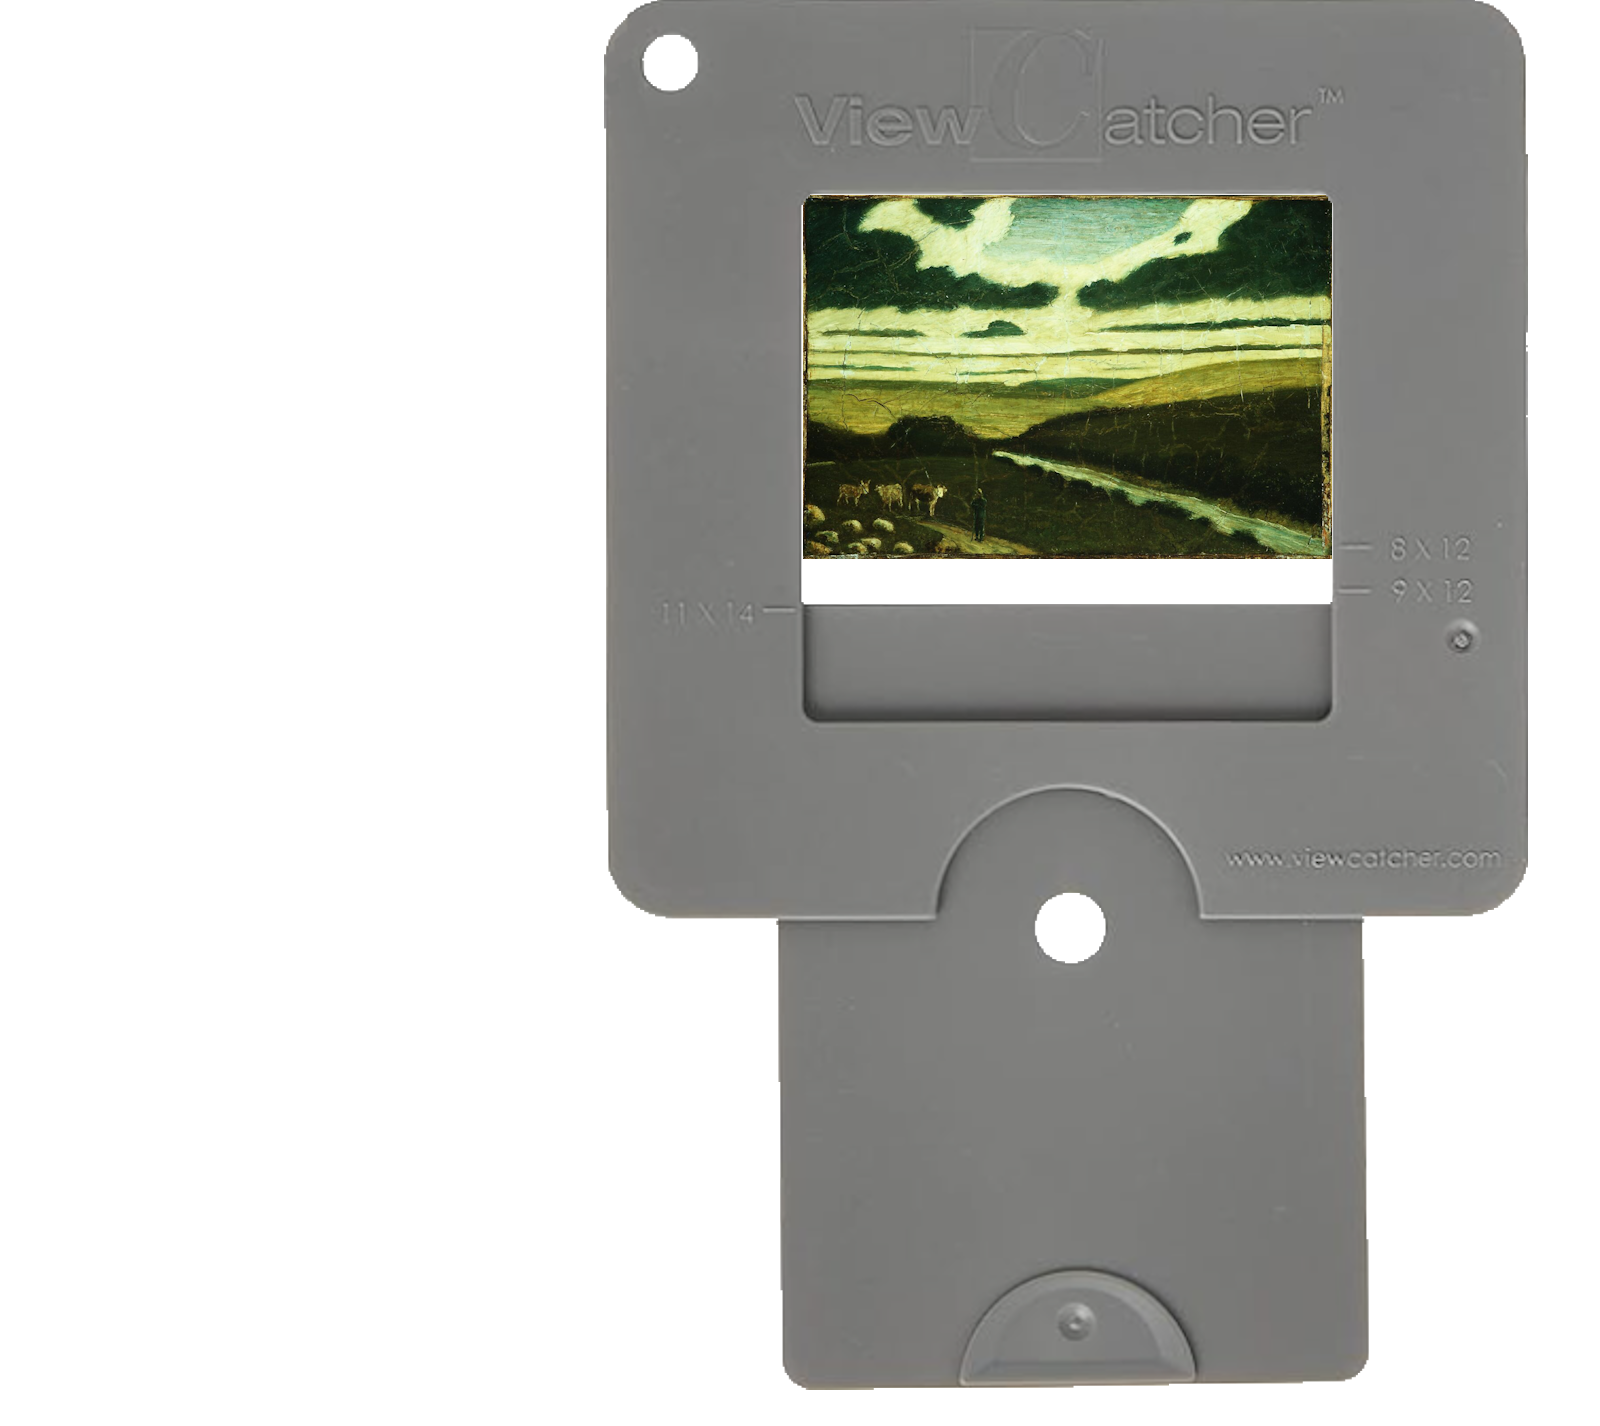 ViewCatcher™
8 X 12
9 X 12
11 X 14
www.viewcatcher.com